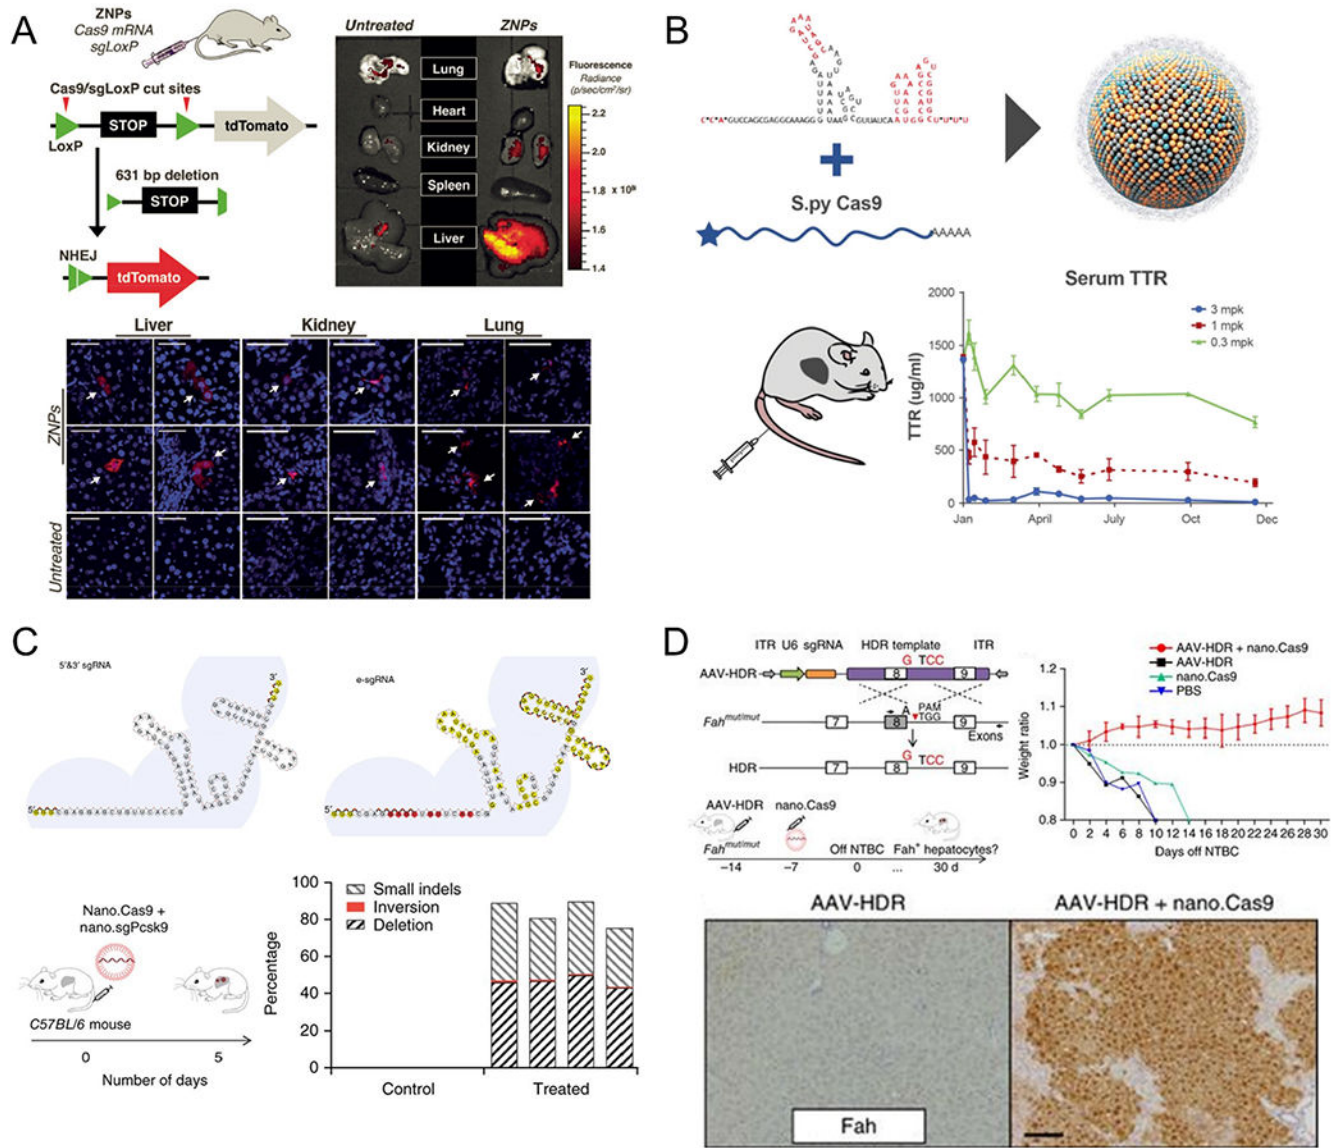 A
ZNPs
Cas9 mRNA
sgLoxP
Cas9/sgLoxP cut sites
STOP
tdTomato
LoxP
631 bp deletion
STOP
NHEJ
tdTomato
Untreated
ZNPs
Lung
Heart
Kidney
Spleen
Liver
Fluorescence
Radiance
(p/sec/cm²/sr)
2.2
2.0
1.8
x 10⁹
1.6
1.4
Liver
Kidney
Lung
ZNPs
Untreated
B
S.py Cas9
AAAAA
Serum TTR
TTR (ug/ml)
2000
1500
1000
500
0
3 mpk
1 mpk
0.3 mpk
Jan
April
July
Oct
Dec
C
5'&3' sgRNA
3'
5'
e-sgRNA
3'
5'
Nano.Cas9 +
nano.sgPcsk9
C57BL/6 mouse
0
5
Number of days
Percentage
100
80
60
40
20
0
Small indels
Inversion
Deletion
Control
Treated
D
ITR U6 sgRNA
HDR template
ITR
G TCC
AAV-HDR
8
9
A
PAM
TGG
Fah mut/mut
7
8
9
Exons
G TCC
HDR
7
8
9
AAV-HDR
nano.Cas9
Fah mut/mut
Off NTBC
Fah⁺ hepatocytes?
−14
−7
0
...
30 d
AAV-HDR + nano.Cas9
AAV-HDR
nano.Cas9
PBS
Weight ratio
1.2
1.1
1.0
0.9
0.8
0 2 4 6 8 10 12 14 16 18 20 22 24 26 28 30
Days off NTBC
AAV-HDR
AAV-HDR + nano.Cas9
Fah